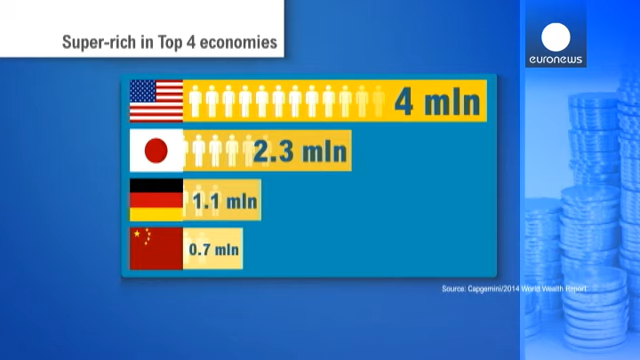 Super-rich in Top 4 economies
euronews
4 mln
2.3 mln
1.1 mln
0.7 mln
Source: Capgemini/2014 World Wealth Report